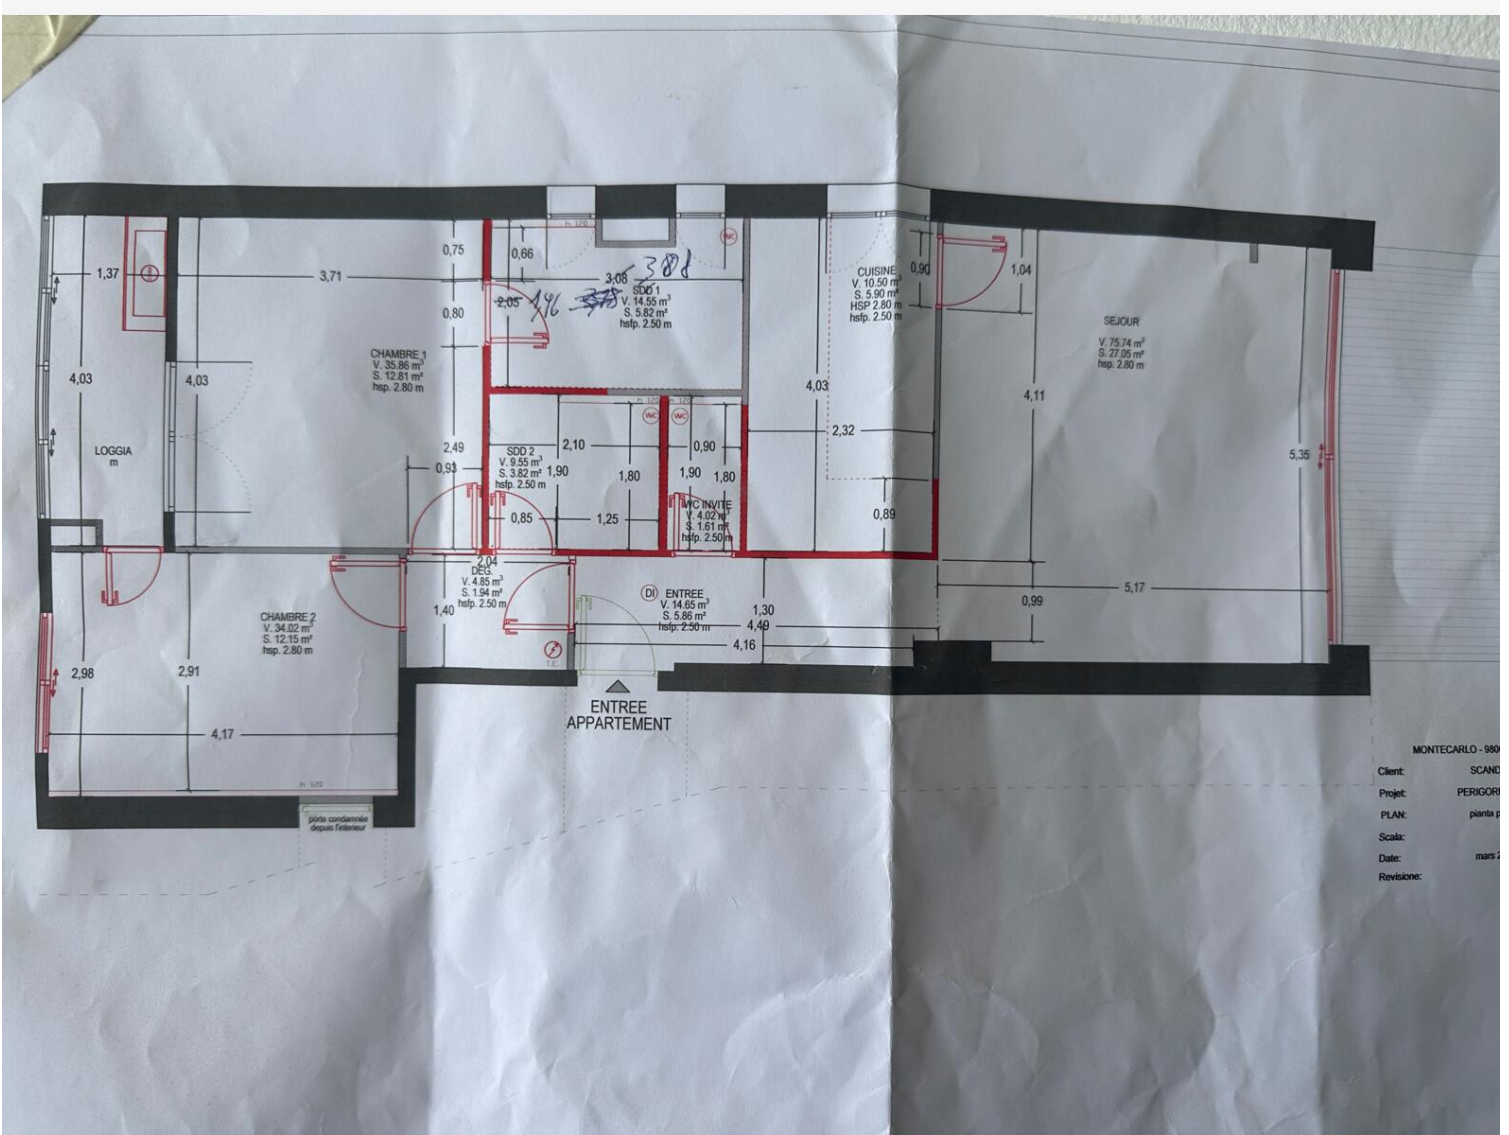 1,37
3,71
0,75
0,80
4,03
4,03
2,49
0,93
LOGGIA
m
CHAMBRE 1
V. 35.86 m³
S. 12.81 m²
hsp. 2.80 m
h. 120
0,66
3,08
388
2,05
196
SDD 1
V. 14.55 m³
S. 5.82 m²
hsfp. 2.50 m
VMC
CUISINE
V. 10.50 m³
S. 5.90 m²
HSP 2.80 m
hsfp. 2.50 m
0,90
1,04
4,03
2,32
0,89
SEJOUR
V. 75.74 m³
S. 27.05 m²
hsp. 2.80 m
4,11
5,35
5,17
0,99
h. 120
VMC
h. 120
VMC
2,10
SDD 2
V. 9.55 m³
S. 3.82 m²
hsfp. 2.50 m
1,90
1,80
0,85
1,25
0,90
1,90
1,80
WC INVITE
V. 4.02 m³
S. 1.61 m²
hsfp. 2.50 m
2,04
DEG.
V. 4.85 m³
S. 1.94 m²
hsfp. 2.50 m
1,40
T.E.
DI
ENTREE
V. 14.65 m³
S. 5.86 m²
hsfp. 2.50 m
1,30
4,49
4,16
CHAMBRE 2
V. 34.02 m³
S. 12.15 m²
hsp. 2.80 m
2,98
2,91
4,17
h. 120
porte condamnée
depuis l'interieur
ENTREE
APPARTEMENT
MONTECARLO - 980
Client: SCAND
Projet: PERIGORD
PLAN: pianta p
Scala:
Date: mars 2
Revisione: